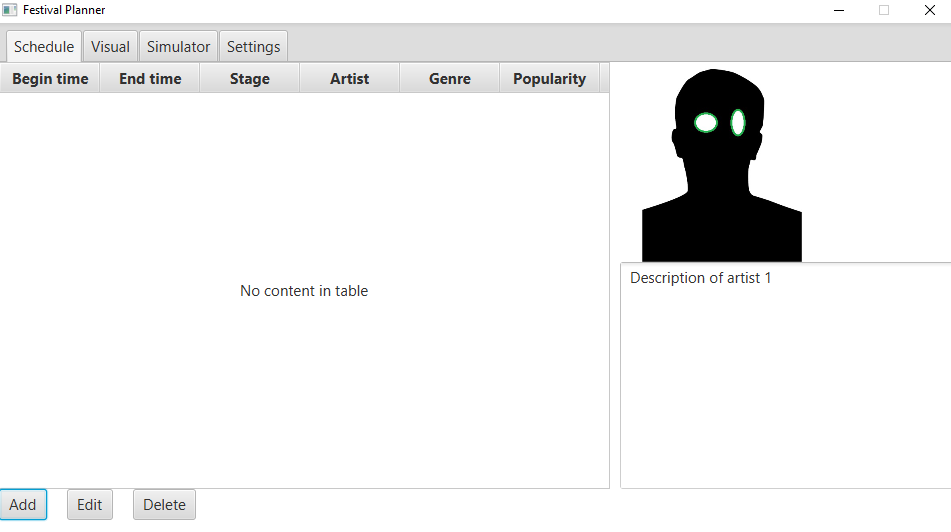 Festival Planner
Schedule Visual Simulator Settings
Begin time End time Stage Artist Genre Popularity
No content in table
Description of artist 1
Add Edit Delete